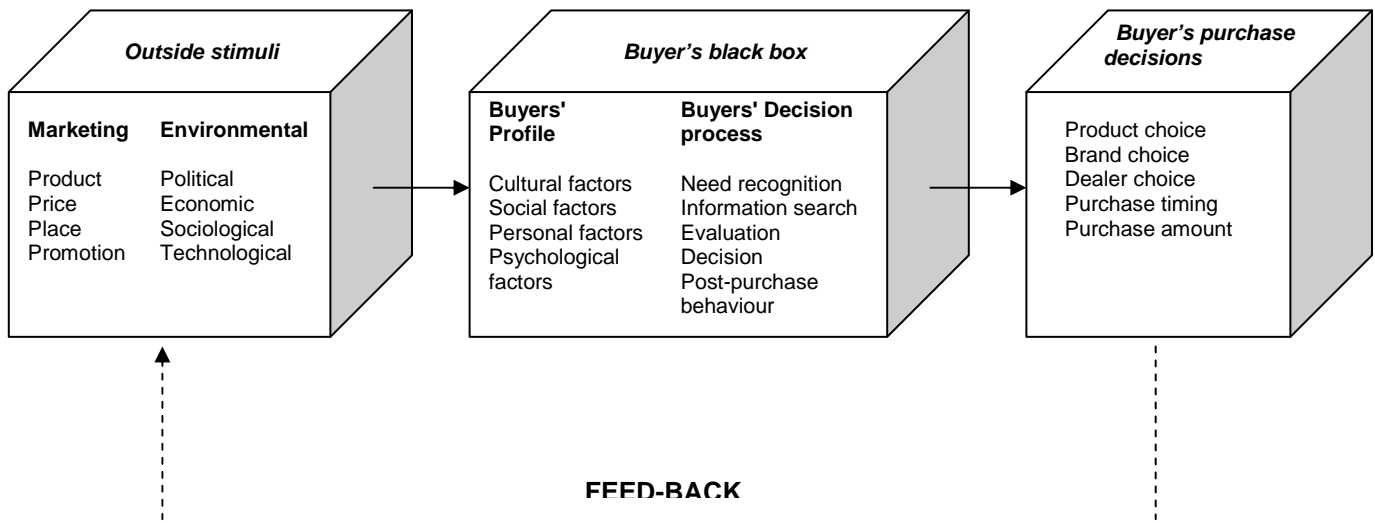 Outside stimuli
Marketing Environmental
Product Political
Price Economic
Place Sociological
Promotion Technological
Buyer’s black box
Buyers'
Profile
Cultural factors
Social factors
Personal factors
Psychological
factors
Buyers' Decision
process
Need recognition
Information search
Evaluation
Decision
Post-purchase
behaviour
Buyer’s purchase
decisions
Product choice
Brand choice
Dealer choice
Purchase timing
Purchase amount
FEED-BACK